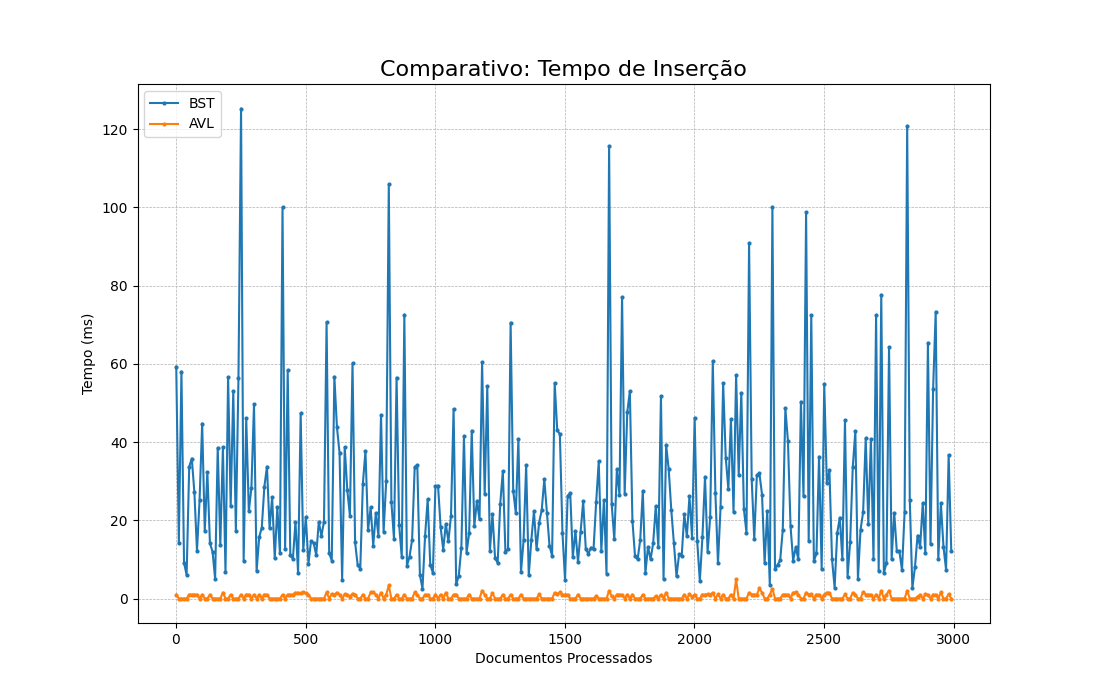 Comparativo: Tempo de Inserção
BST
AVL
Tempo (ms)
120
100
80
60
40
20
0
0 500 1000 1500 2000 2500 3000
Documentos Processados